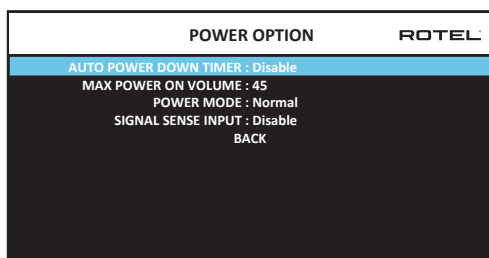 POWER OPTION ROTEL
AUTO POWER DOWN TIMER : Disable
MAX POWER ON VOLUME : 45
POWER MODE : Normal
SIGNAL SENSE INPUT : Disable
BACK